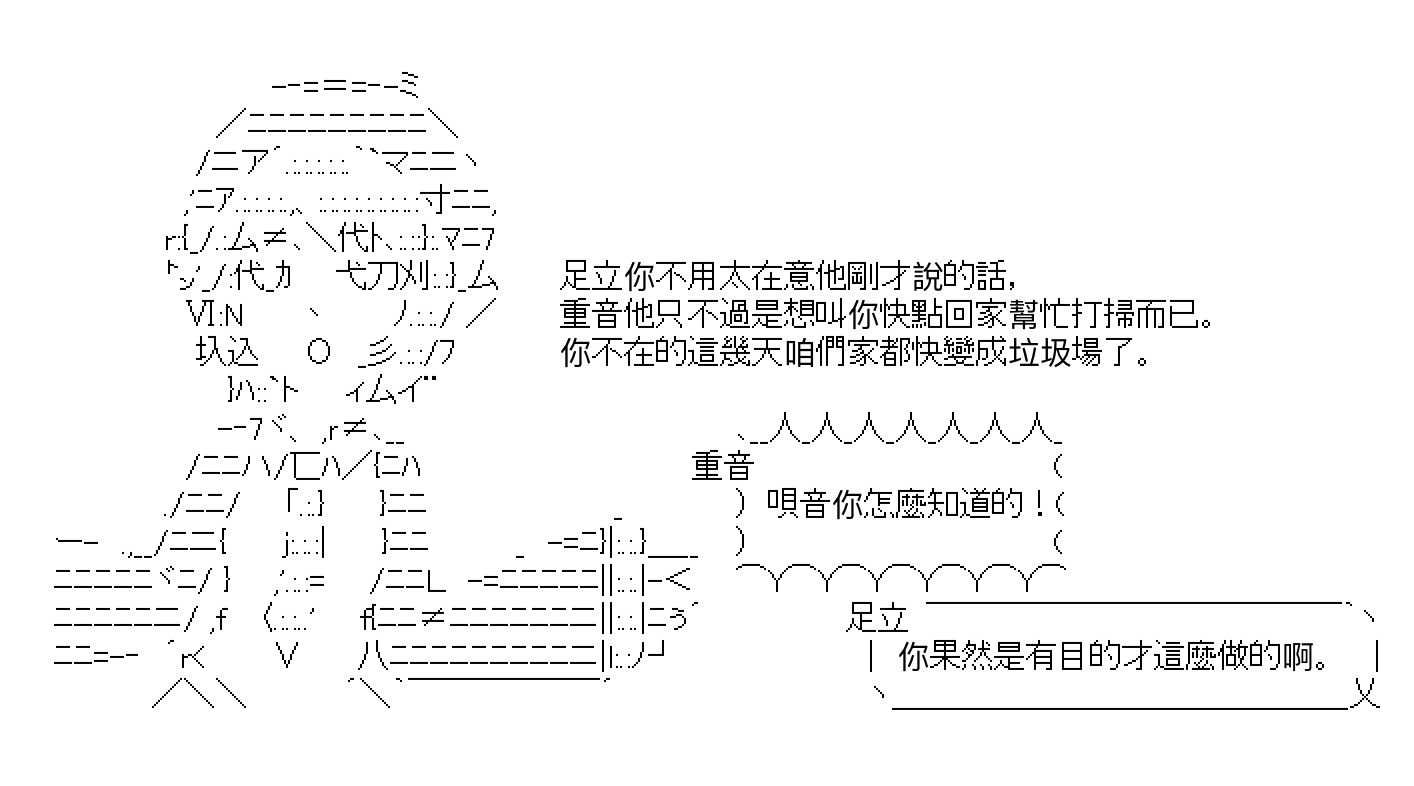 足立你不用太在意他剛才說的話，
重音他只不過是想叫你快點回家幫忙打掃而已。
你不在的這幾天咱們家都快變成垃圾場了。
重音
唄音你怎麼知道的！
足立
你果然是有目的才這麼做的啊。